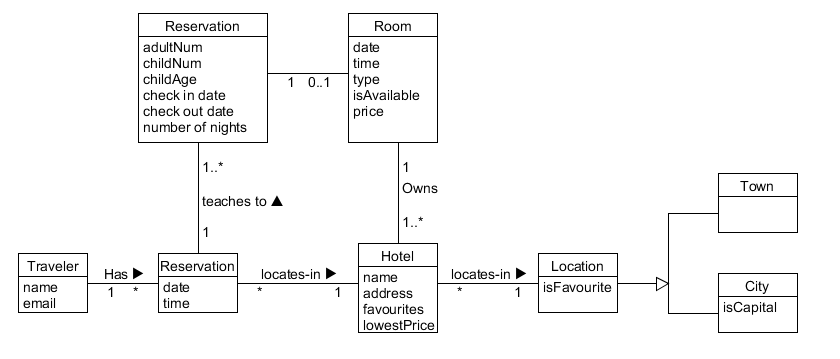 Reservation
adultNum
childNum
childAge
check in date
check out date
number of nights
Room
date
time
type
isAvailable
price
1 0..1
1..*
teaches to ▲
1
1
Owns
1..*
Traveler
name
email
Has ▶
1 *
Reservation
date
time
locates-in ▶
* 1
Hotel
name
address
favourites
lowestPrice
locates-in ▶
* 1
Location
isFavourite
Town
City
isCapital